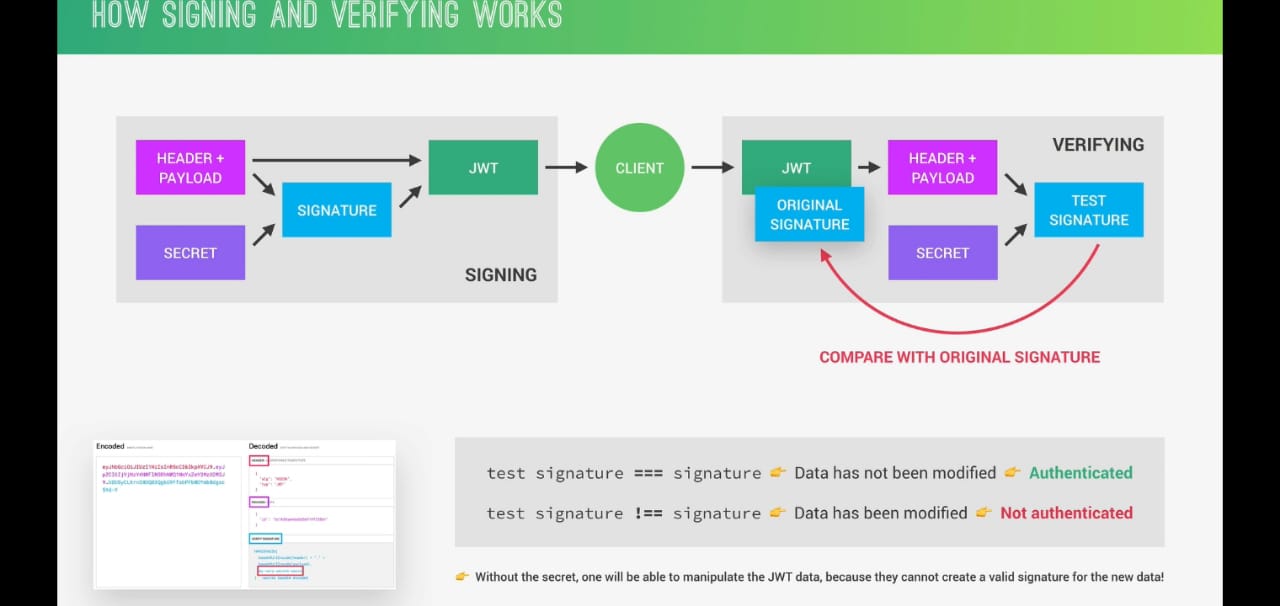 HOW SIGNING AND VERIFYING WORKS
HEADER +
PAYLOAD
SECRET
SIGNATURE
JWT
SIGNING
CLIENT
JWT
ORIGINAL
SIGNATURE
HEADER +
PAYLOAD
SECRET
VERIFYING
TEST
SIGNATURE
COMPARE WITH ORIGINAL SIGNATURE
Encoded
Decoded
test signature === signature 👉 Data has not been modified 👉 Authenticated
test signature !== signature 👉 Data has been modified 👉 Not authenticated
👉 Without the secret, one will be able to manipulate the JWT data, because they cannot create a valid signature for the new data!